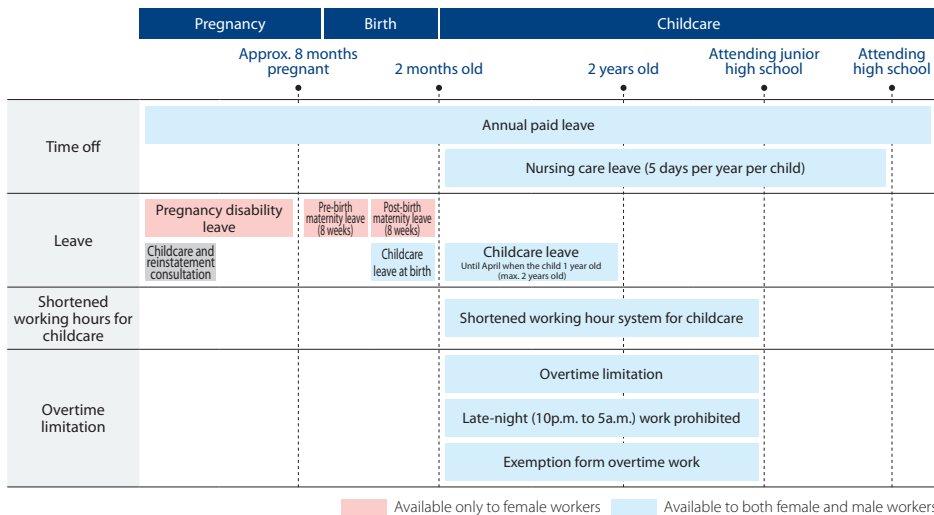 Pregnancy
Birth
Childcare
Approx. 8 months
pregnant
2 months old
2 years old
Attending junior
high school
Attending
high school
Time off
Annual paid leave
Nursing care leave (5 days per year per child)
Leave
Pregnancy disability
leave
Pre-birth
maternity leave
(8 weeks)
Post-birth
maternity leave
(8 weeks)
Childcare and
reinstatement
consultation
Childcare
leave at birth
Childcare leave
Until April when the child 1 year old
(max. 2 years old)
Shortened
working hours for
childcare
Shortened working hour system for childcare
Overtime
limitation
Overtime limitation
Late-night (10p.m. to 5a.m.) work prohibited
Exemption form overtime work
Available only to female workers
Available to both female and male workers